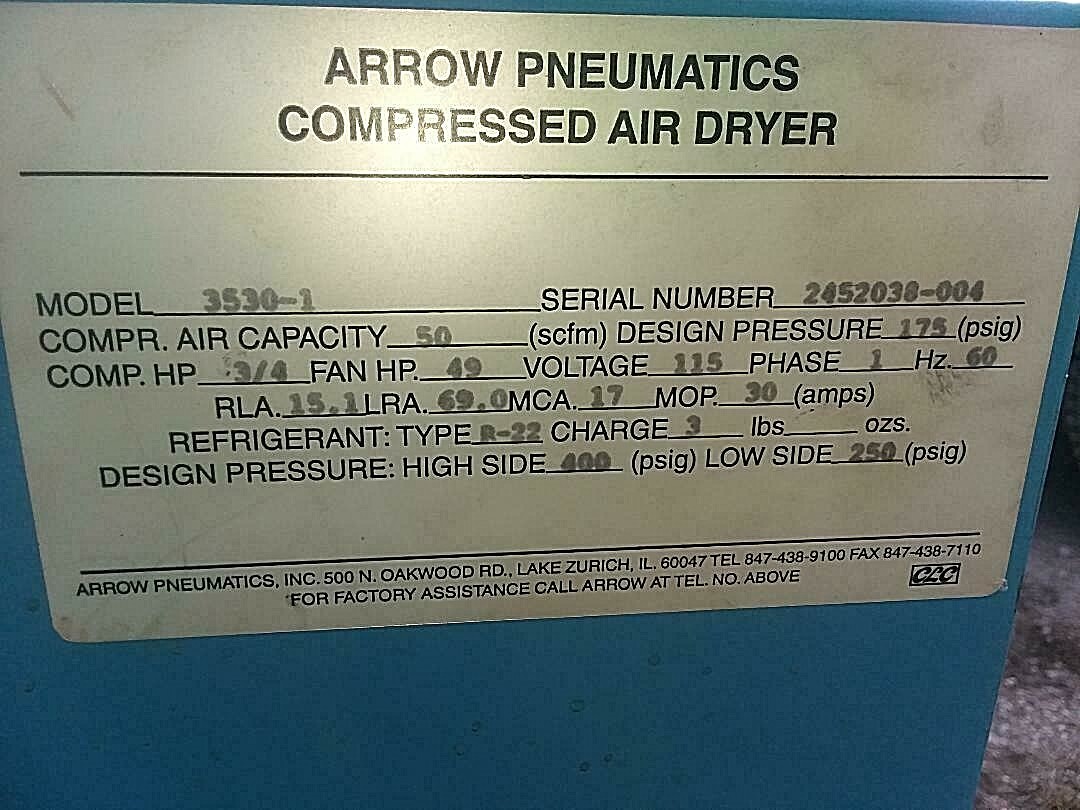 ARROW PNEUMATICS
COMPRESSED AIR DRYER
MODEL 3530-1 SERIAL NUMBER 2452038-004
COMPR. AIR CAPACITY 50 (scfm) DESIGN PRESSURE 175 (psig)
COMP. HP 3/4 FAN HP. 49 VOLTAGE 115 PHASE 1 Hz. 60
RLA. 15.1 LRA. 69.0 MCA. 17 MOP. 30 (amps)
REFRIGERANT: TYPE R-22 CHARGE 3 lbs ozs.
DESIGN PRESSURE: HIGH SIDE 400 (psig) LOW SIDE 250 (psig)
ARROW PNEUMATICS, INC. 500 N. OAKWOOD RD., LAKE ZURICH, IL. 60047 TEL 847-438-9100 FAX 847-438-7110
FOR FACTORY ASSISTANCE CALL ARROW AT TEL. NO. ABOVE
CLC